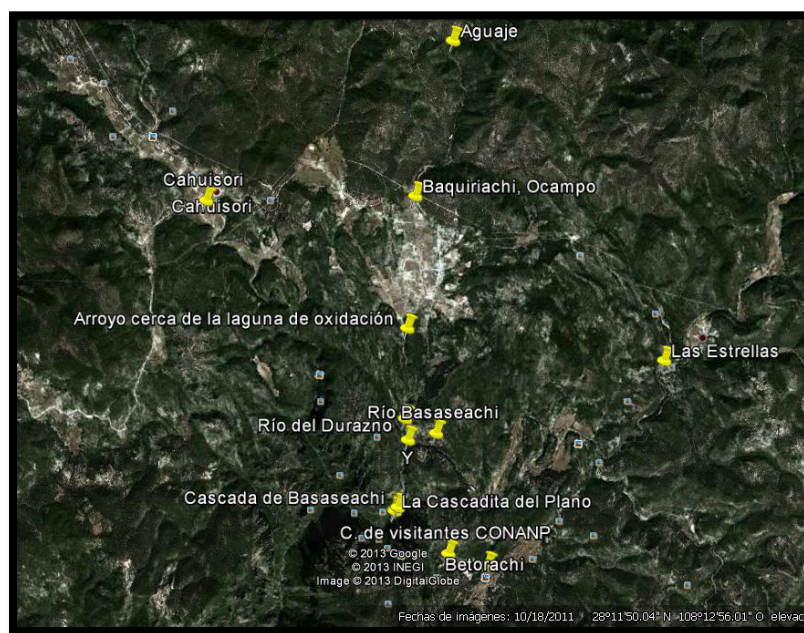 Aguaje
Cahuisori
Cahuisori
Baquiriachi, Ocampo
Arroyo cerca de la laguna de oxidación
Las Estrellas
Río Basaseachi
Río del Durazno
Y
Cascada de Basaseachi
La Cascadita del Plano
C. de visitantes CONANP
© 2013 Google
Betorachi
© 2013 INEGI
Image © 2013 DigitalGlobe
Fechas de imágenes: 10/18/2011 28°11'50.04" N -108°12'56.01" O elevac